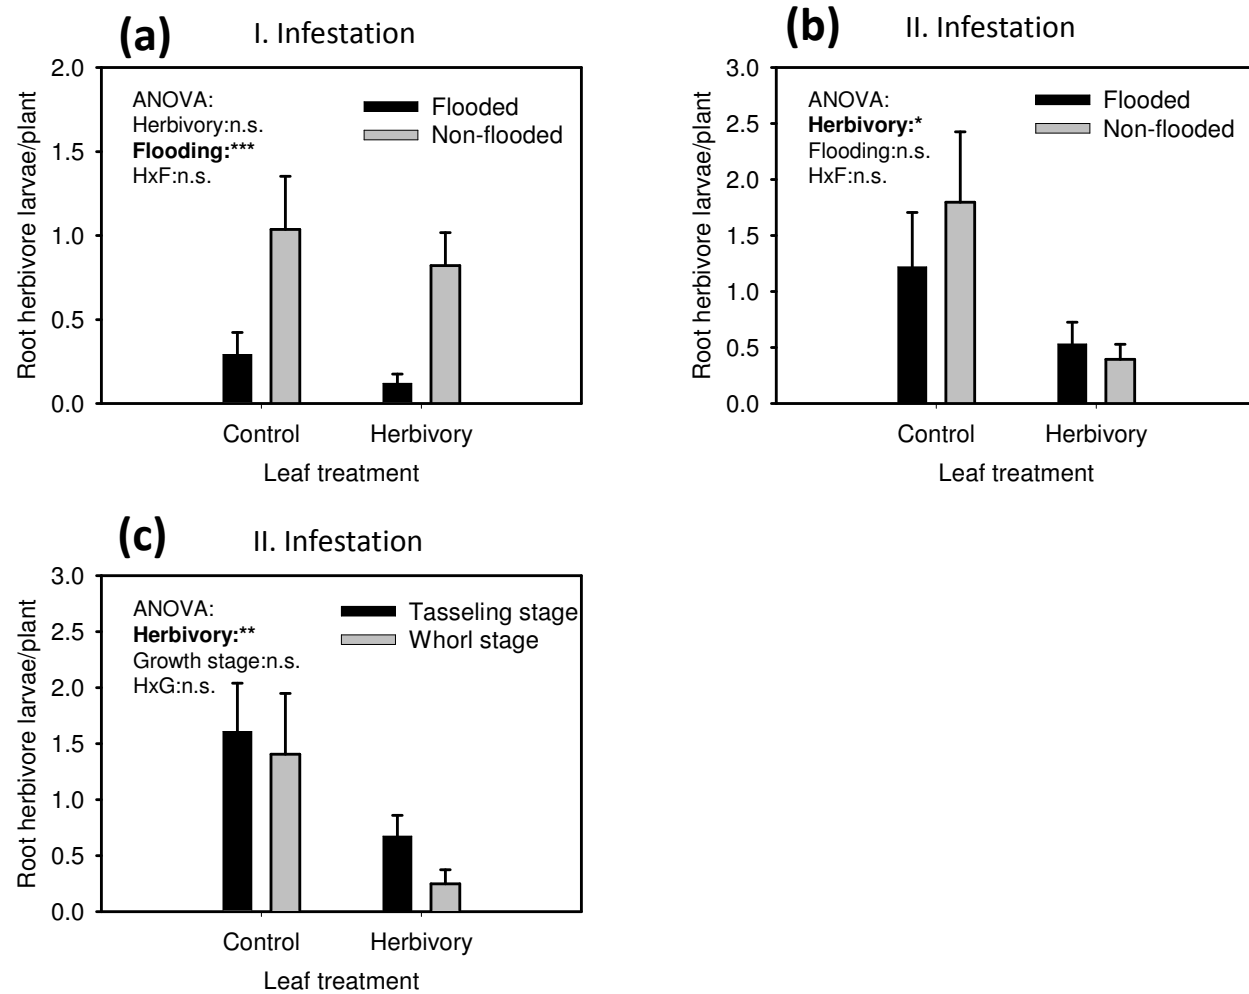 (a) I. Infestation
2.0
1.5
1.0
0.5
0.0
Root herbivore larvae/plant
ANOVA:
Herbivory:n.s.
Flooding:***
HxF:n.s.
Flooded
Non-flooded
Control Herbivory
Leaf treatment
(b) II. Infestation
3.0
2.5
2.0
1.5
1.0
0.5
0.0
Root herbivore larvae/plant
ANOVA:
Herbivory:*
Flooding:n.s.
HxF:n.s.
Flooded
Non-flooded
Control Herbivory
Leaf treatment
(c) II. Infestation
3.0
2.5
2.0
1.5
1.0
0.5
0.0
Root herbivore larvae/plant
ANOVA:
Herbivory:**
Growth stage:n.s.
HxG:n.s.
Tasseling stage
Whorl stage
Control Herbivory
Leaf treatment